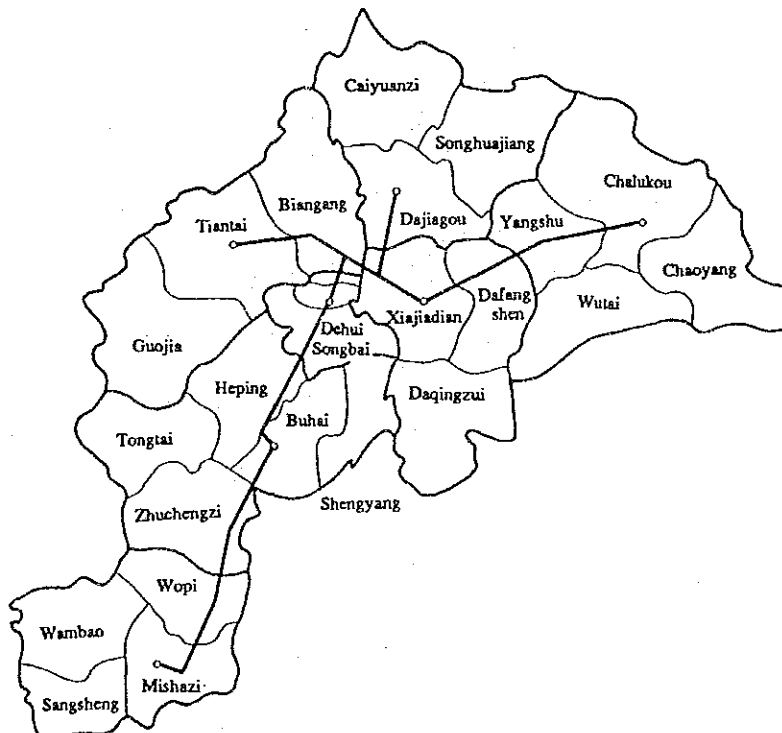 Caiyuanzi
Songhuajiang
Chalukou
Biangang
Dajiagou
Yangshu
Tiantai
Chaoyang
Dafang
shen
Wutai
Xiajiadian
Dehui
Songbai
Guojia
Heping
Daqingzui
Buhai
Tongtai
Shengyang
Zhuchengzi
Wopi
Wambao
Mishazi
Sangsheng